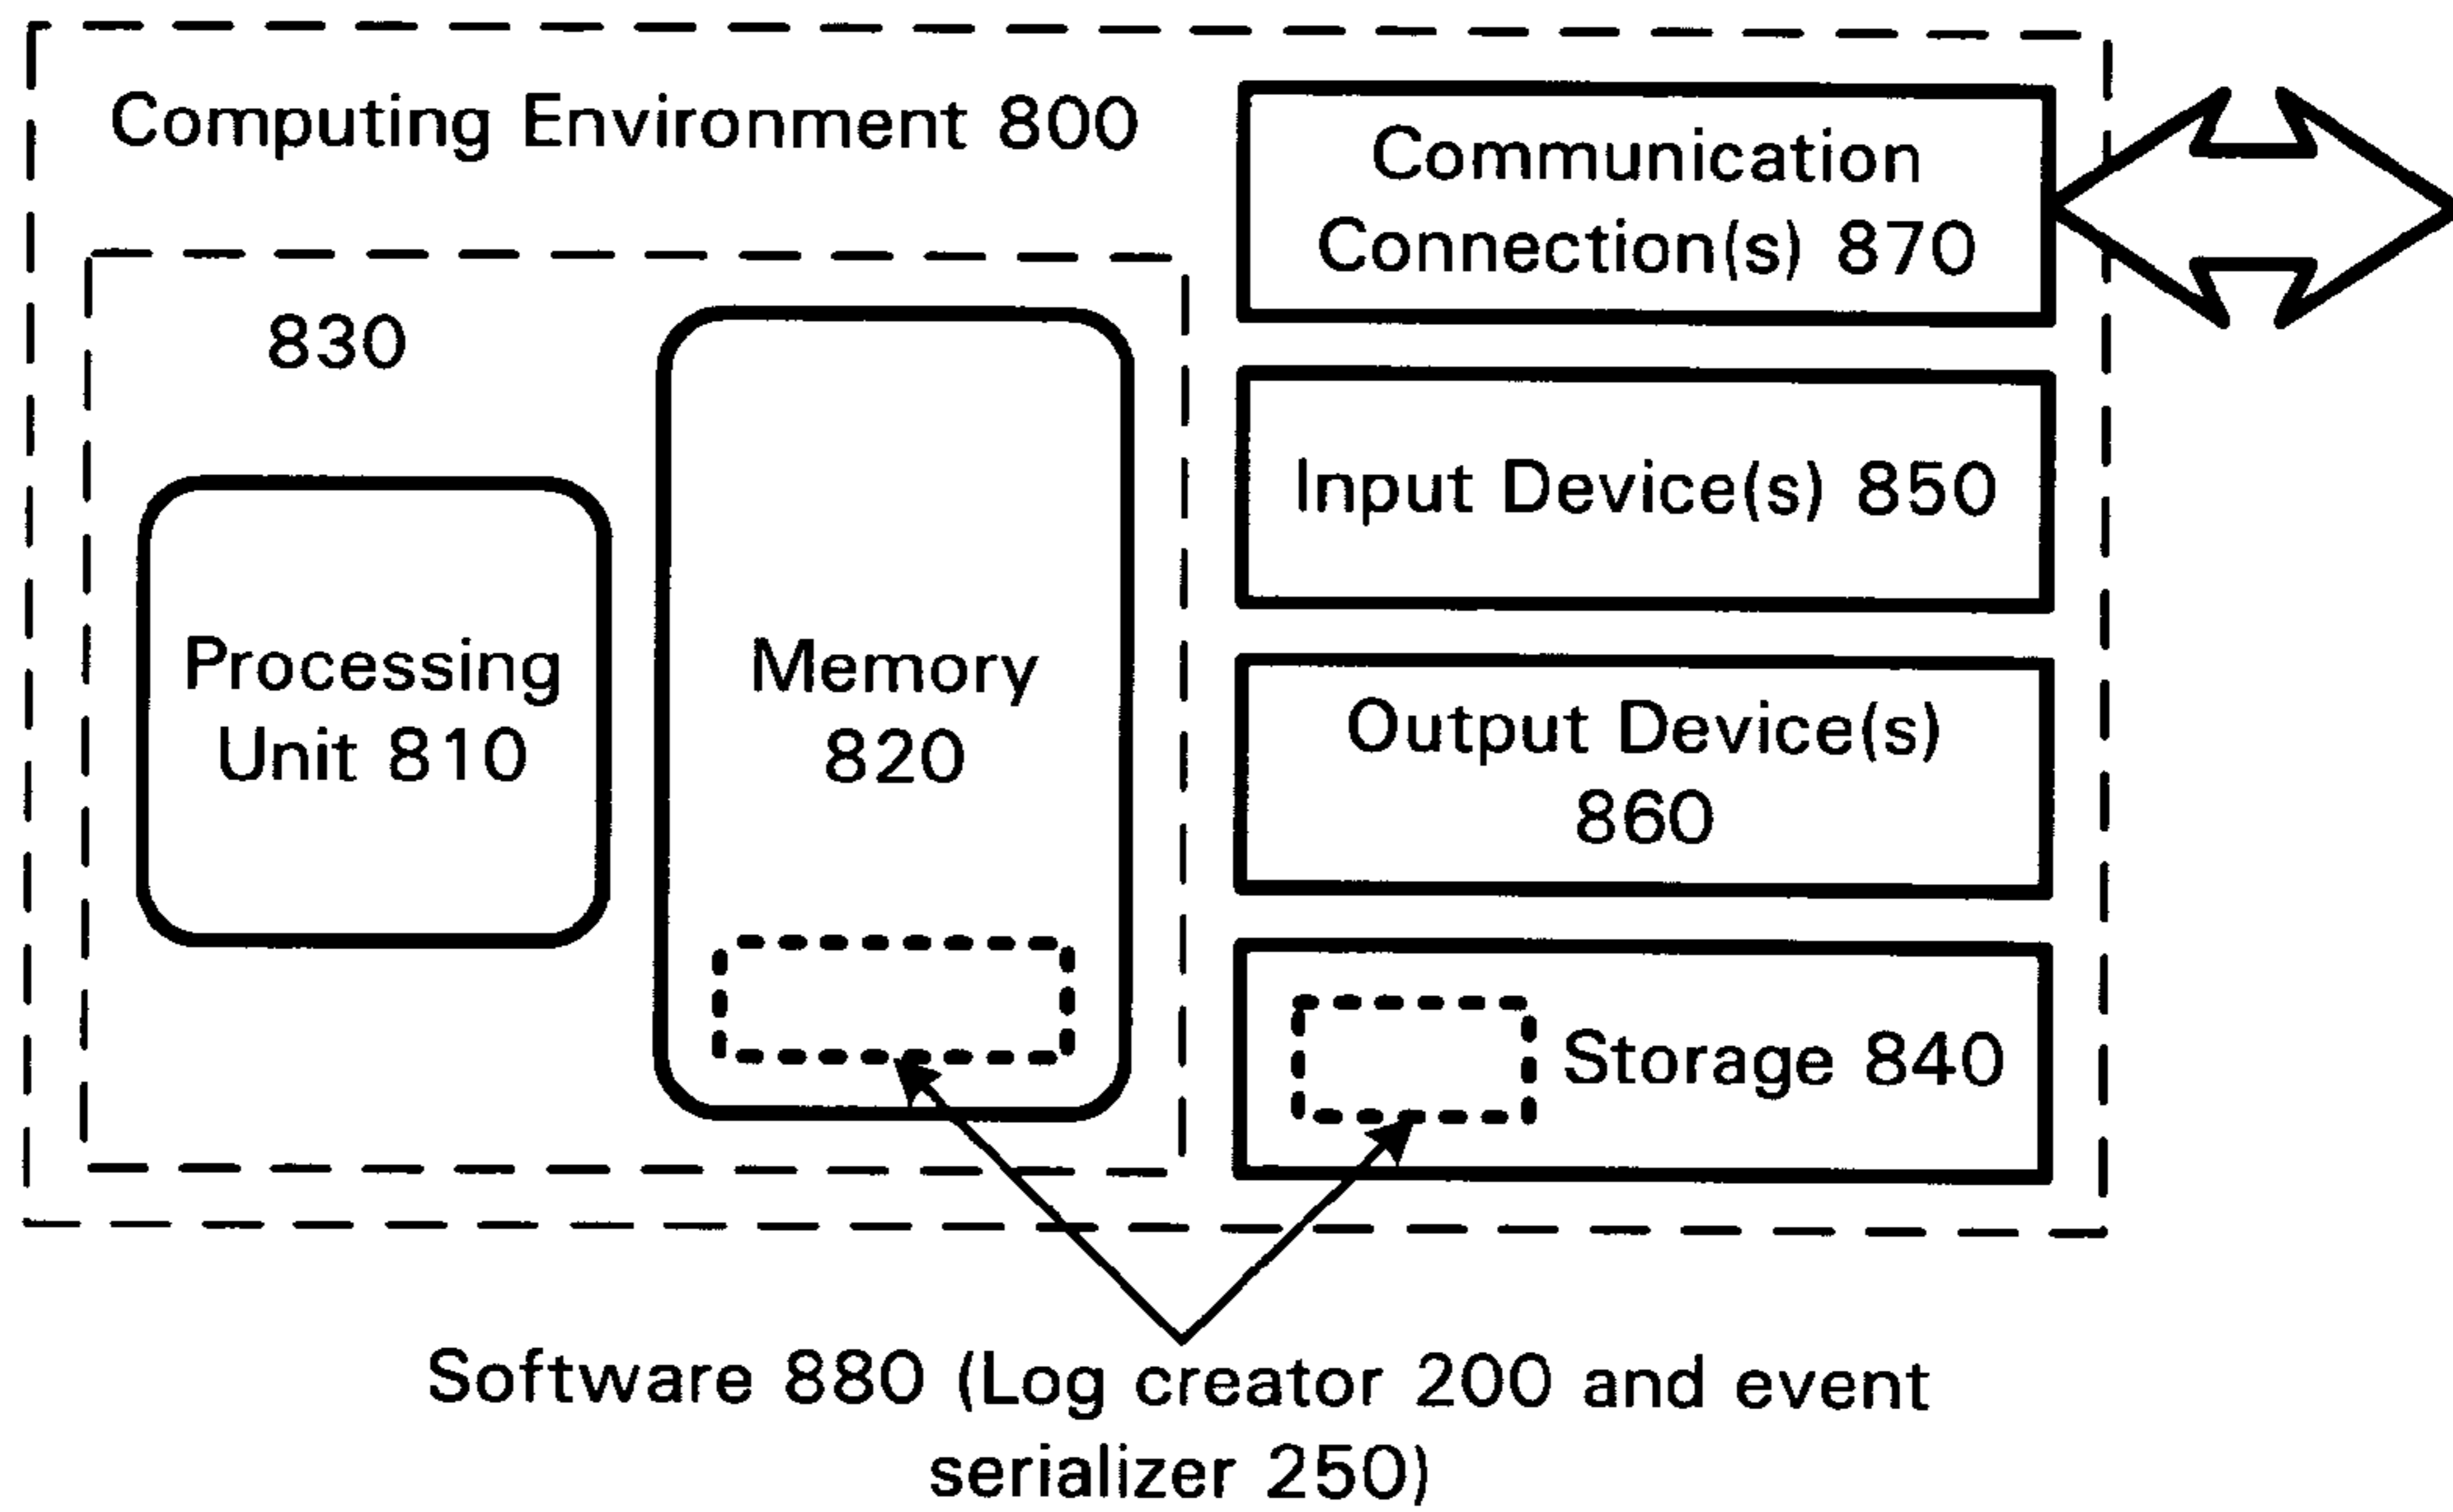 Computing Environment 800
Communication
Connection(s) 870
830
Input Device(s) 850
Processing
Unit 810
Memory
820
Output Device(s)
860
Storage 840
Software 880 (Log creator 200 and event
serializer 250)